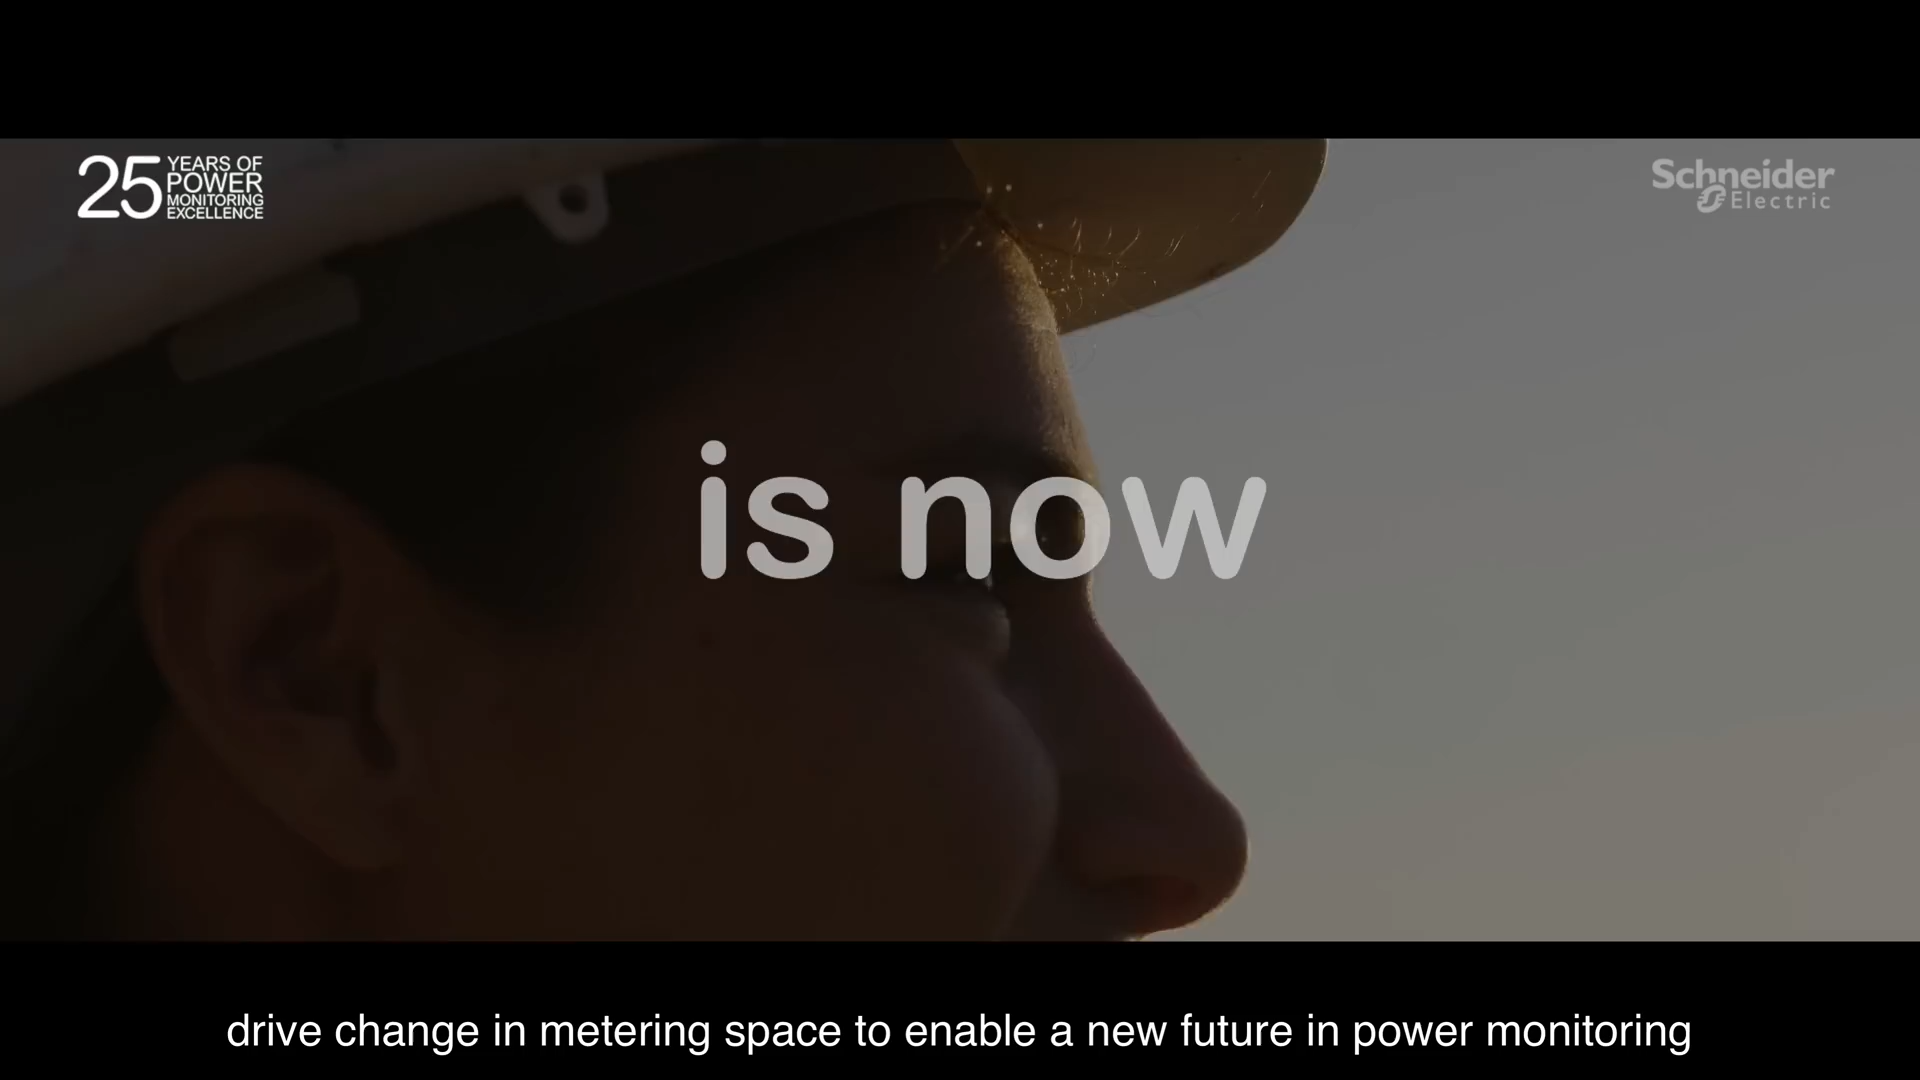 25 YEARS OF
POWER
MONITORING
EXCELLENCE
Schneider
Electric
is now
drive change in metering space to enable a new future in power monitoring